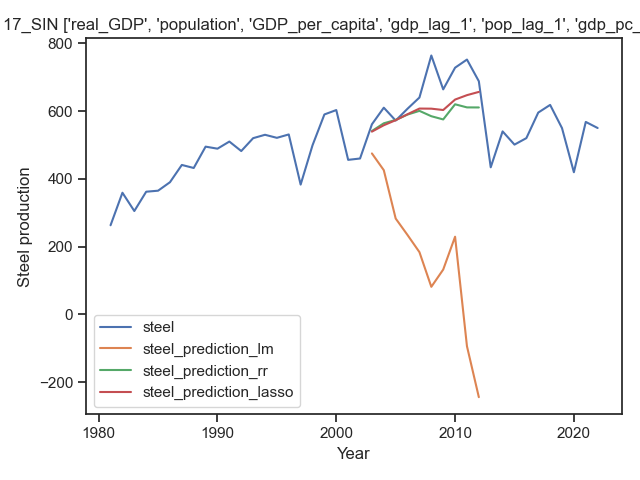 17_SIN ['real_GDP', 'population', 'GDP_per_capita', 'gdp_lag_1', 'pop_lag_1', 'gdp_pc_
800
600
400
200
0
−200
Steel production
steel
steel_prediction_lm
steel_prediction_rr
steel_prediction_lasso
1980
1990
2000
2010
2020
Year